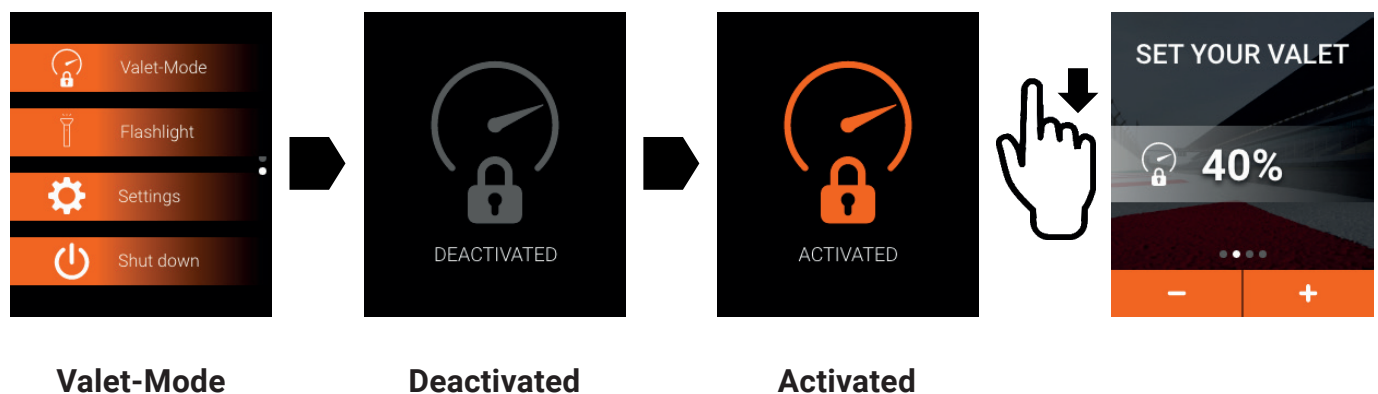 Valet-Mode
Flashlight
Settings
Shut down
DEACTIVATED
ACTIVATED
SET YOUR VALET
40%
− +
Valet-Mode Deactivated Activated